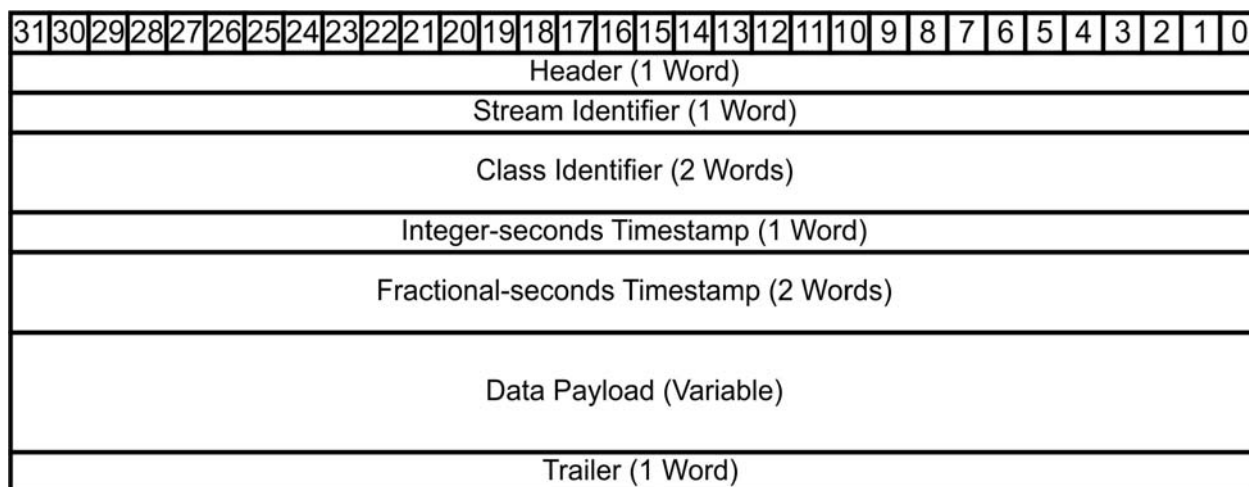 31 30 29 28 27 26 25 24 23 22 21 20 19 18 17 16 15 14 13 12 11 10 9 8 7 6 5 4 3 2 1 0
Header (1 Word)
Stream Identifier (1 Word)
Class Identifier (2 Words)
Integer-seconds Timestamp (1 Word)
Fractional-seconds Timestamp (2 Words)
Data Payload (Variable)
Trailer (1 Word)